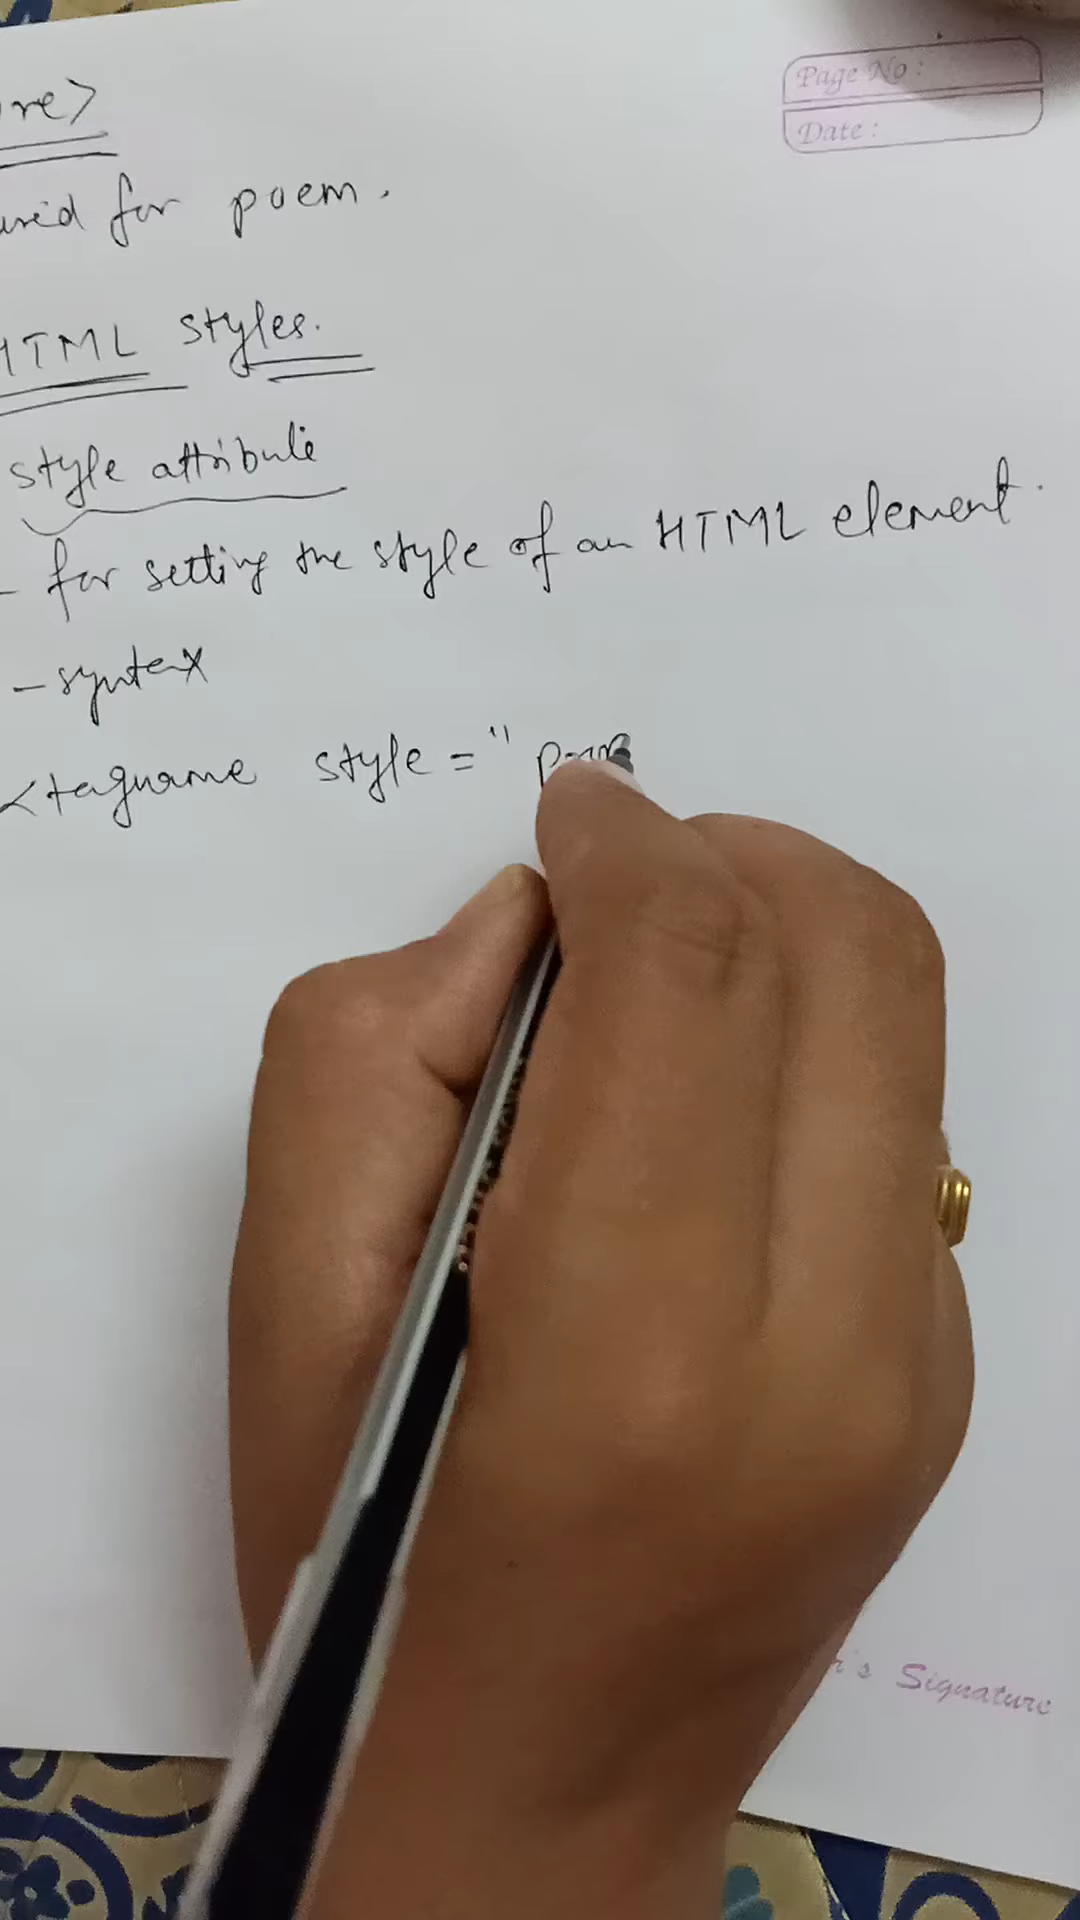 Page No :
Date :
re>
for poem.
HTML styles.
style attribute
- for setting the style of an HTML element.
- syntax
<tagname style = "
Signature